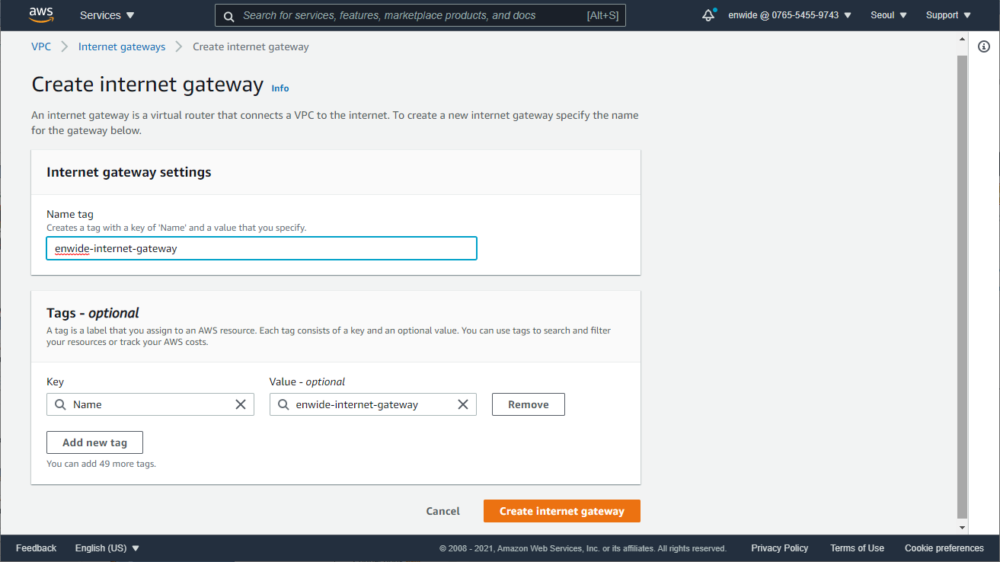 aws
Services
Search for services, features, marketplace products, and docs [Alt+S]
enwide @ 0765-5455-9743
Seoul
Support
VPC
Internet gateways
Create internet gateway
Create internet gateway Info
An internet gateway is a virtual router that connects a VPC to the internet. To create a new internet gateway specify the name
for the gateway below.
Internet gateway settings
Name tag
Creates a tag with a key of 'Name' and a value that you specify.
enwide-internet-gateway
Tags - optional
A tag is a label that you assign to an AWS resource. Each tag consists of a key and an optional value. You can use tags to search and filter
your resources or track your AWS costs.
Key
Value - optional
Name
enwide-internet-gateway
Remove
Add new tag
You can add 49 more tags.
Cancel
Create internet gateway
Feedback
English (US)
© 2008 - 2021, Amazon Web Services, Inc. or its affiliates. All rights reserved.
Privacy Policy
Terms of Use
Cookie preferences